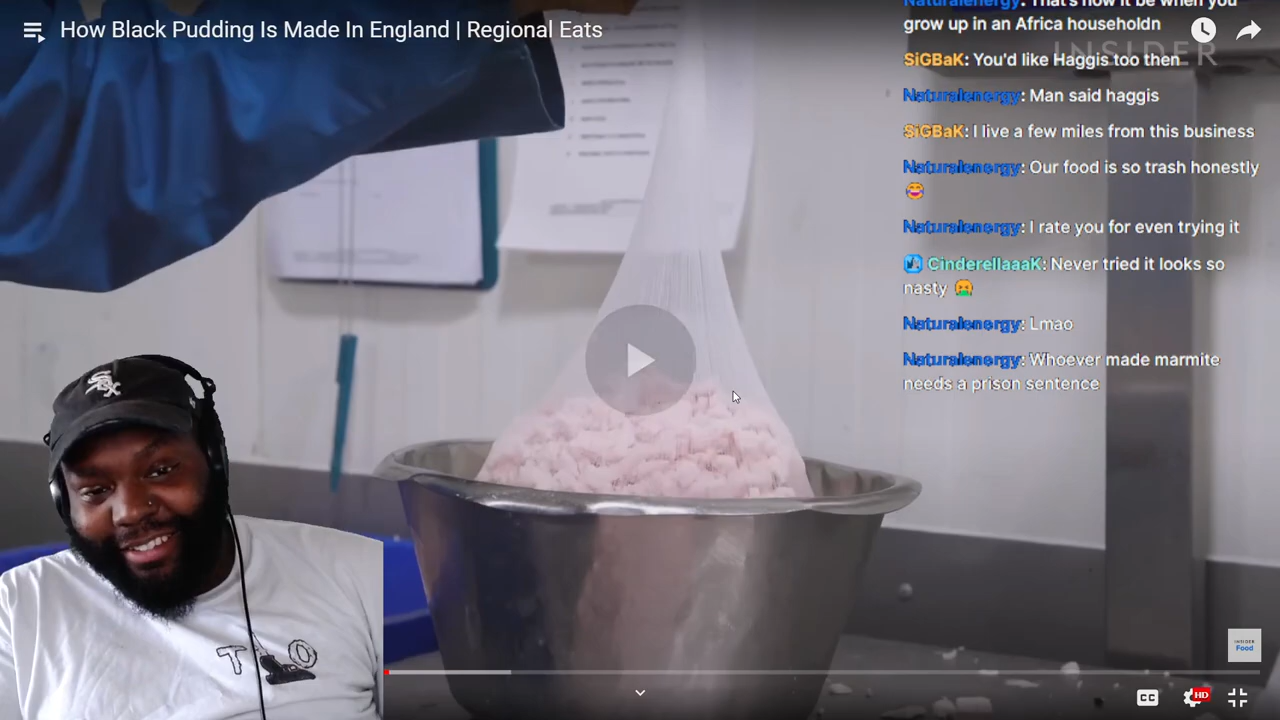 How Black Pudding Is Made In England | Regional Eats
INSIDER
Naturalenergy: That's how it be when you
grow up in an Africa householdn
SiGBaK: You'd like Haggis too then
Naturalenergy: Man said haggis
SiGBaK: I live a few miles from this business
Naturalenergy: Our food is so trash honestly
😂
Naturalenergy: I rate you for even trying it
CinderellaaaK: Never tried it looks so
nasty 🤮
Naturalenergy: Lmao
Naturalenergy: Whoever made marmite
needs a prison sentence
SOX
INSIDER
Food
CC
HD